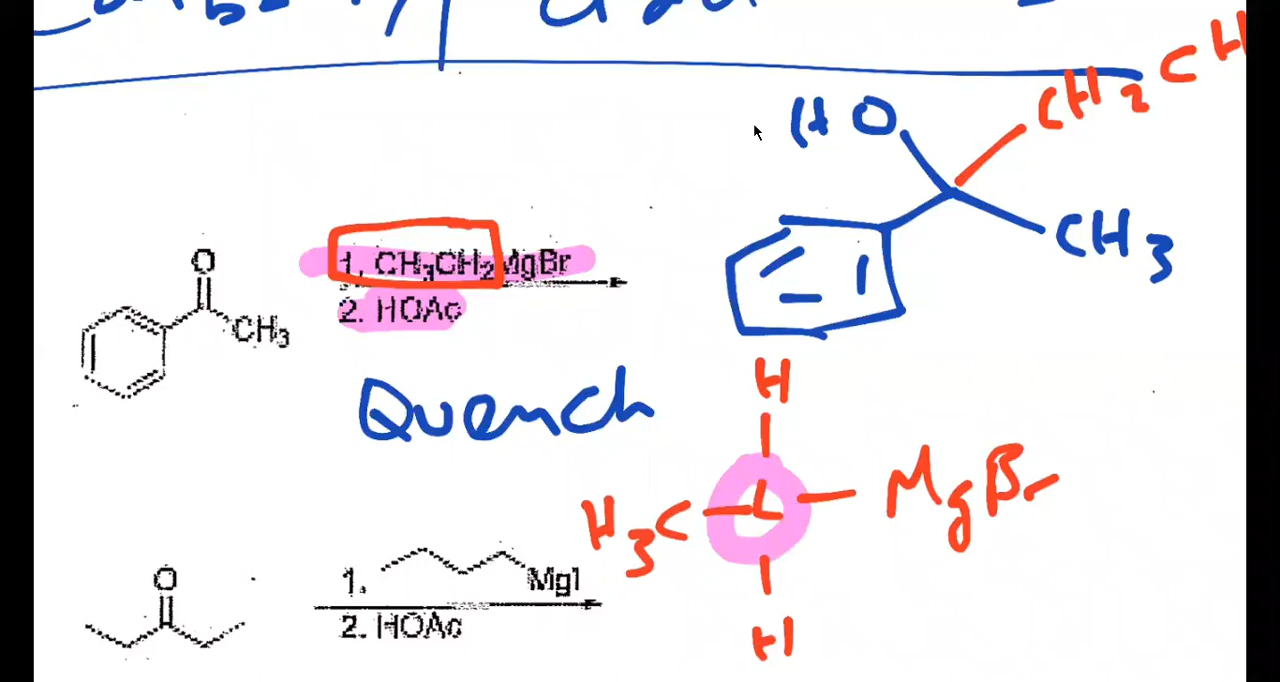 CH₂CH
HO
CH₃
O
1. CH₃CH₂MgBr
2. HOAc
CH₃
Quench
H
H₃C — C — MgBr
H
O
1. MgI
2. HOAc